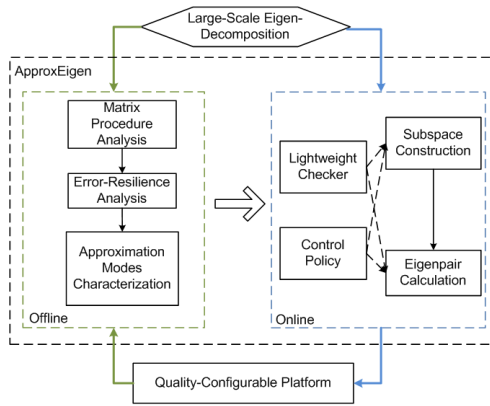 Large-Scale Eigen-
Decomposition
ApproxEigen
Matrix
Procedure
Analysis
Error-Resilience
Analysis
Approximation
Modes
Characterization
Offline
Lightweight
Checker
Control
Policy
Subspace
Construction
Eigenpair
Calculation
Online
Quality-Configurable Platform